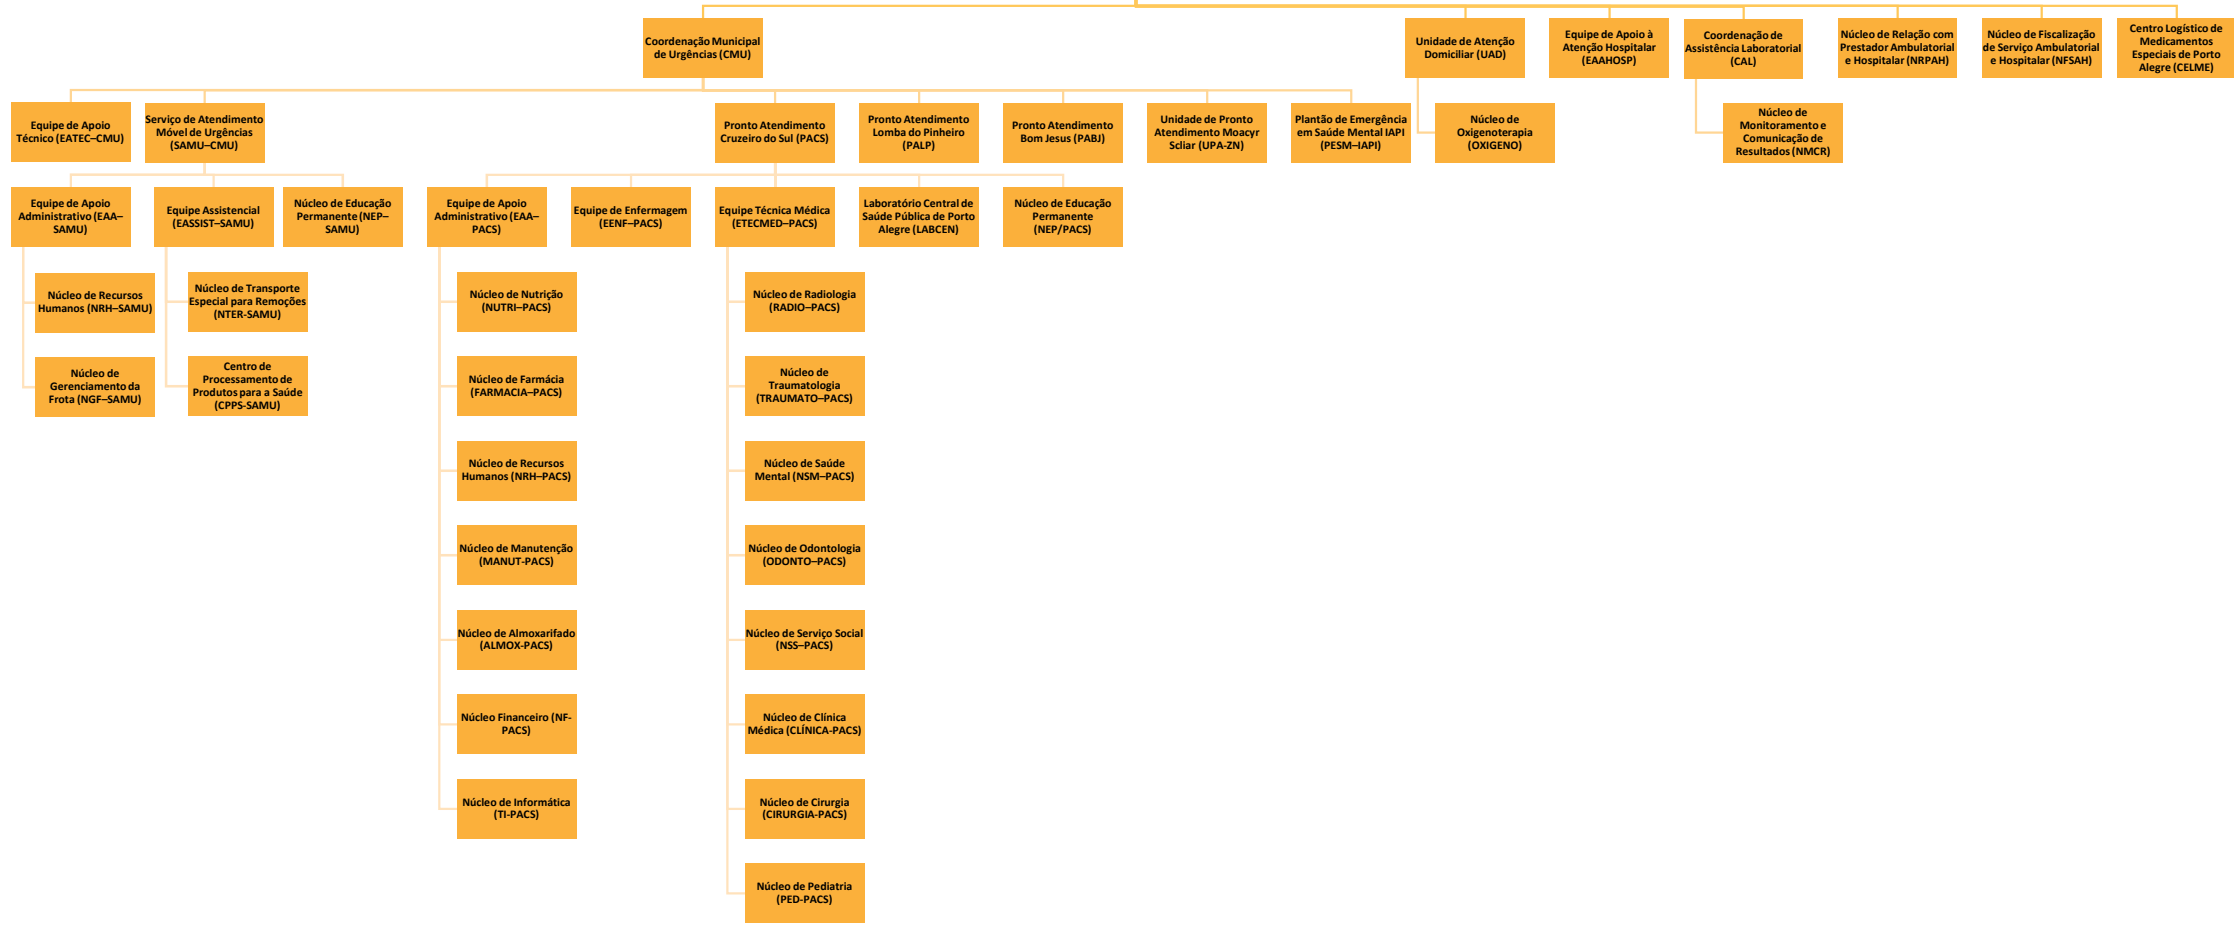 Coordenação Municipal
de Urgências (CMU)
Unidade de Atenção
Domiciliar (UAD)
Equipe de Apoio à
Atenção Hospitalar
(EAAHOSP)
Coordenação de
Assistência Laboratorial
(CAL)
Núcleo de Relação com
Prestador Ambulatorial
e Hospitalar (NRPAH)
Núcleo de Fiscalização
de Serviço Ambulatorial
e Hospitalar (NFSAH)
Centro Logístico de
Medicamentos
Especiais de Porto
Alegre (CELME)
Equipe de Apoio
Técnico (EATEC–CMU)
Serviço de Atendimento
Móvel de Urgências
(SAMU–CMU)
Pronto Atendimento
Cruzeiro do Sul (PACS)
Pronto Atendimento
Lomba do Pinheiro
(PALP)
Pronto Atendimento
Bom Jesus (PABJ)
Unidade de Pronto
Atendimento Moacyr
Scliar (UPA-ZN)
Plantão de Emergência
em Saúde Mental IAPI
(PESM–IAPI)
Núcleo de
Oxigenoterapia
(OXIGENO)
Núcleo de
Monitoramento e
Comunicação de
Resultados (NMCR)
Equipe de Apoio
Administrativo (EAA–
SAMU)
Equipe Assistencial
(EASSIST–SAMU)
Núcleo de Educação
Permanente (NEP–
SAMU)
Equipe de Apoio
Administrativo (EAA–
PACS)
Equipe de Enfermagem
(EENF–PACS)
Equipe Técnica Médica
(ETECMED–PACS)
Laboratório Central de
Saúde Pública de Porto
Alegre (LABCEN)
Núcleo de Educação
Permanente
(NEP/PACS)
Núcleo de Recursos
Humanos (NRH–SAMU)
Núcleo de Transporte
Especial para Remoções
(NTER-SAMU)
Núcleo de Nutrição
(NUTRI–PACS)
Núcleo de Radiologia
(RADIO–PACS)
Núcleo de
Gerenciamento da
Frota (NGF–SAMU)
Centro de
Processamento de
Produtos para a Saúde
(CPPS-SAMU)
Núcleo de Farmácia
(FARMACIA–PACS)
Núcleo de
Traumatologia
(TRAUMATO–PACS)
Núcleo de Recursos
Humanos (NRH–PACS)
Núcleo de Saúde
Mental (NSM–PACS)
Núcleo de Manutenção
(MANUT-PACS)
Núcleo de Odontologia
(ODONTO–PACS)
Núcleo de Almoxarifado
(ALMOX-PACS)
Núcleo de Serviço Social
(NSS–PACS)
Núcleo Financeiro (NF-
PACS)
Núcleo de Clínica
Médica (CLÍNICA-PACS)
Núcleo de Informática
(TI-PACS)
Núcleo de Cirurgia
(CIRURGIA-PACS)
Núcleo de Pediatria
(PED-PACS)